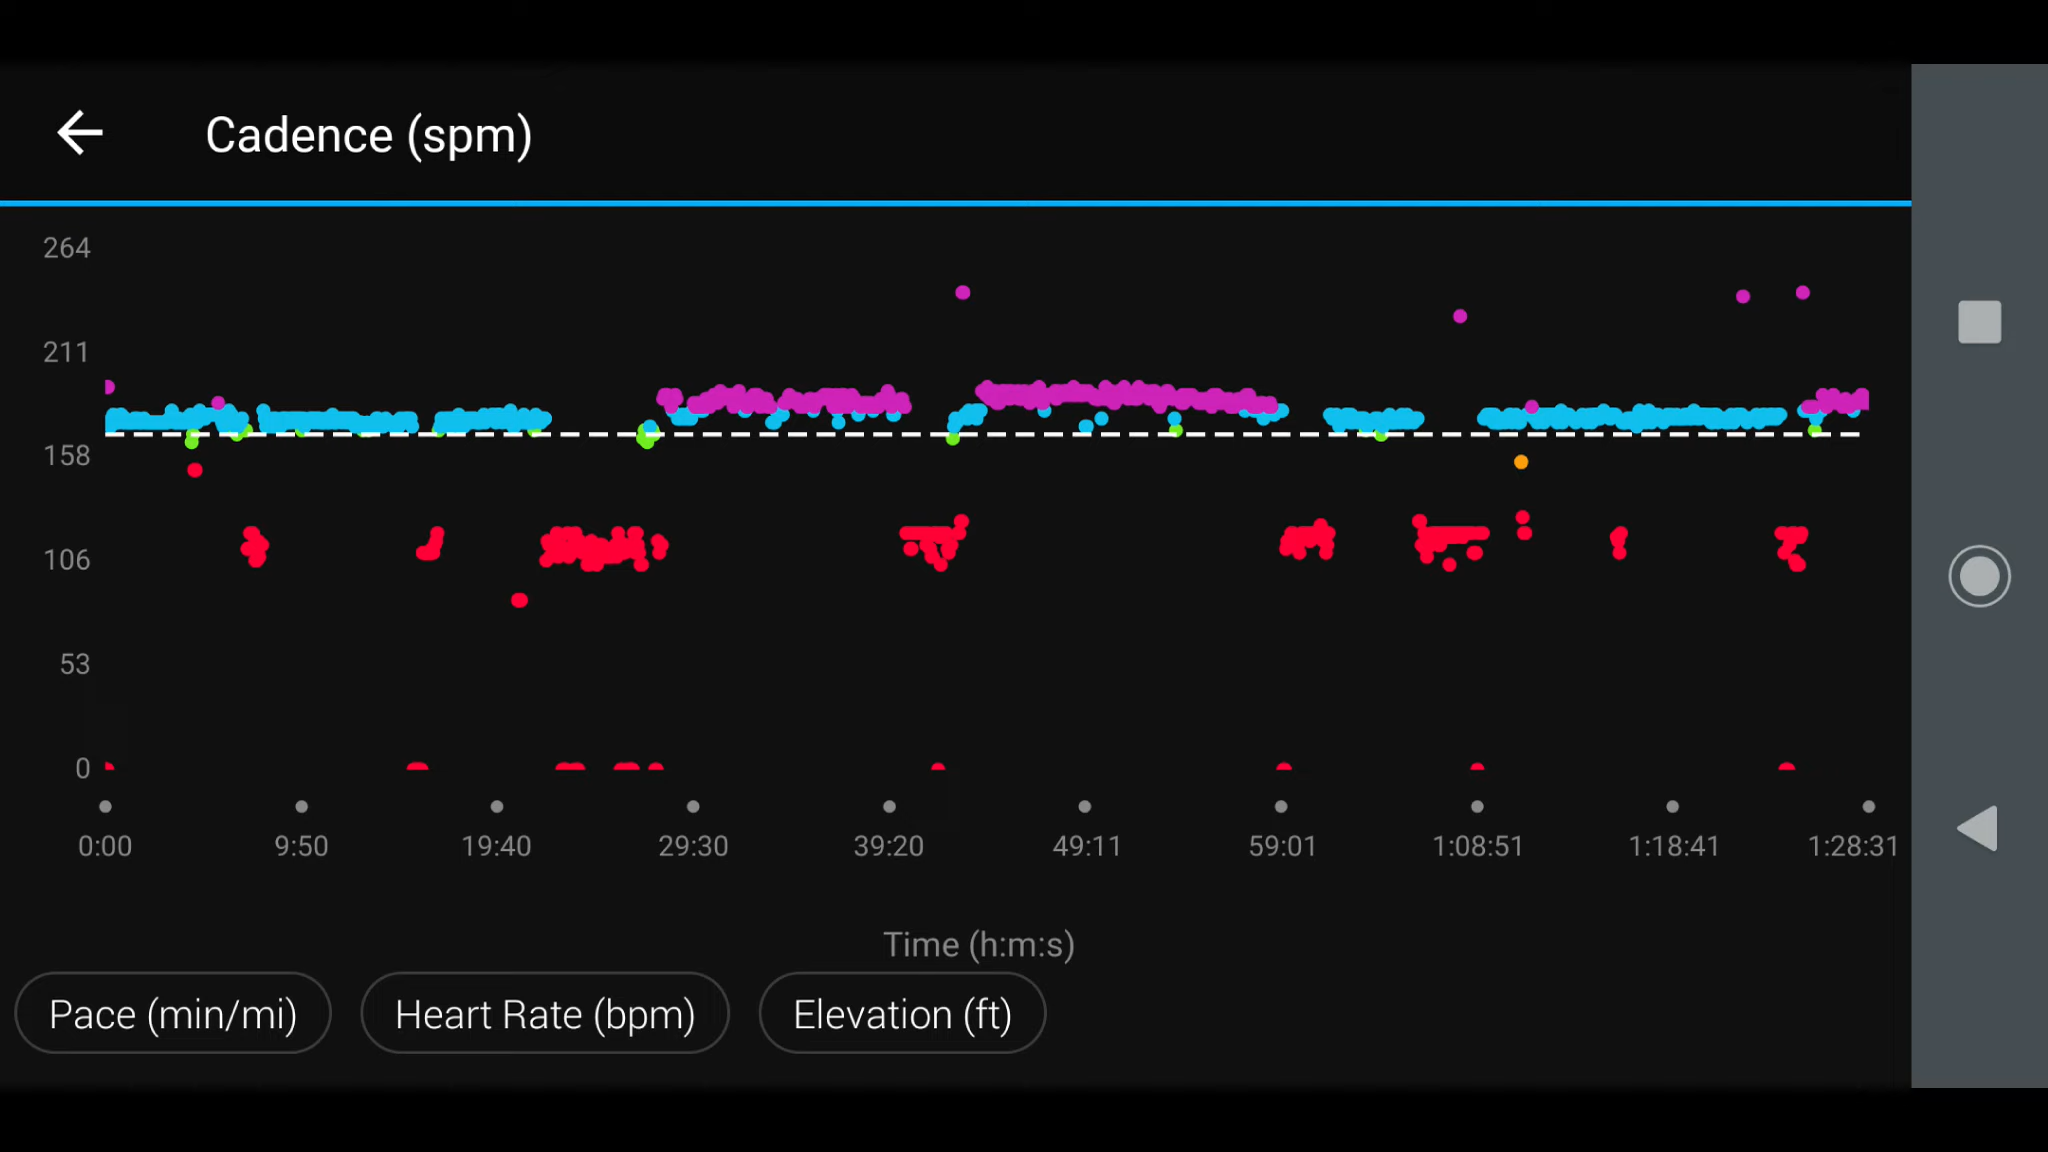 Cadence (spm)
264
211
158
106
53
0
0:00 9:50 19:40 29:30 39:20 49:11 59:01 1:08:51 1:18:41 1:28:31
Time (h:m:s)
Pace (min/mi) Heart Rate (bpm) Elevation (ft)